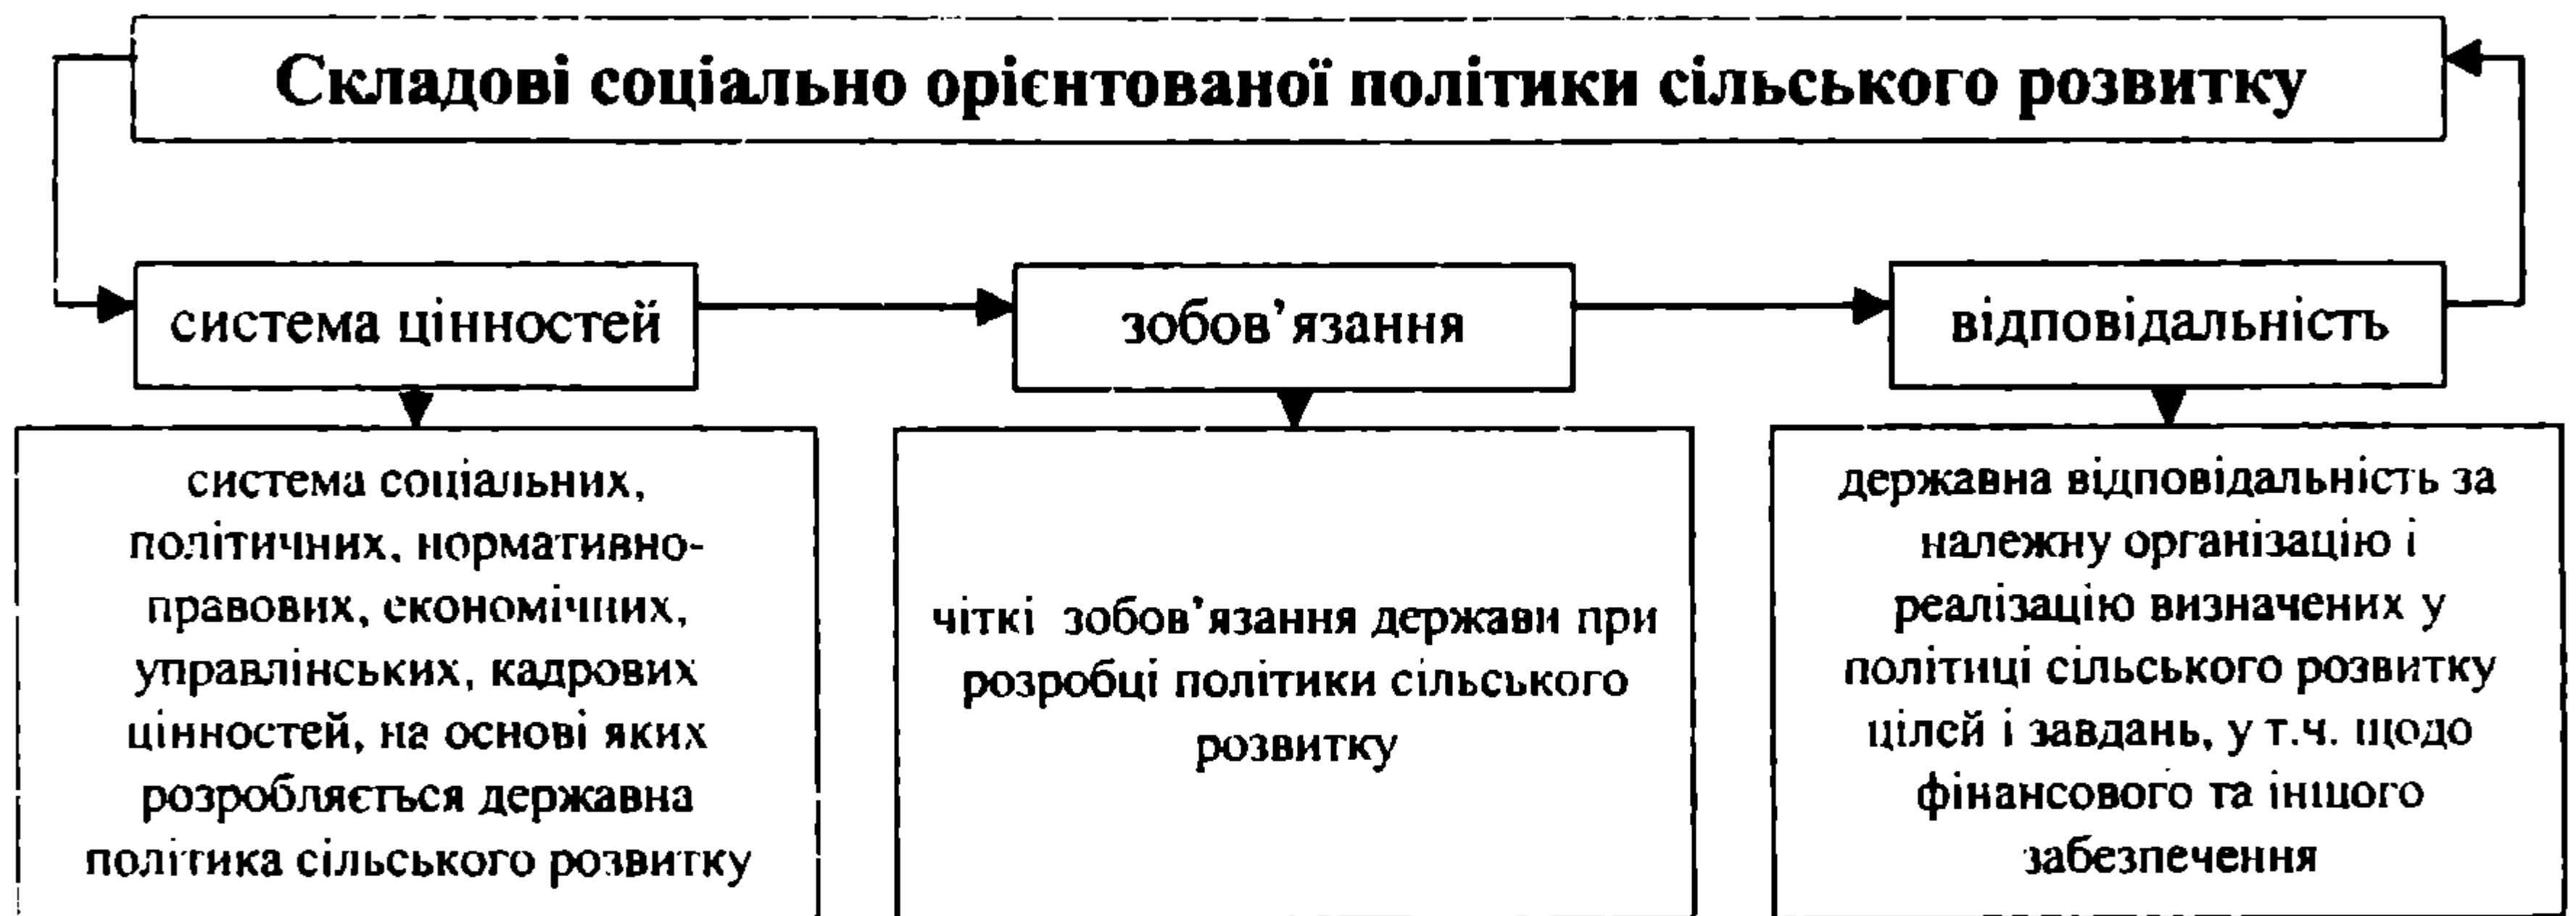 Складові соціально орієнтованої політики сільського розвитку
система цінностей
зобов’язання
відповідальність
система соціальних,
політичних, нормативно-
правових, економічних,
управлінських, кадрових
цінностей, на основі яких
розробляється державна
політика сільського розвитку
чіткі зобов’язання держави при
розробці політики сільського
розвитку
державна відповідальність за
належну організацію і
реалізацію визначених у
політиці сільського розвитку
цілей і завдань, у т.ч. щодо
фінансового та іншого
забезпечення